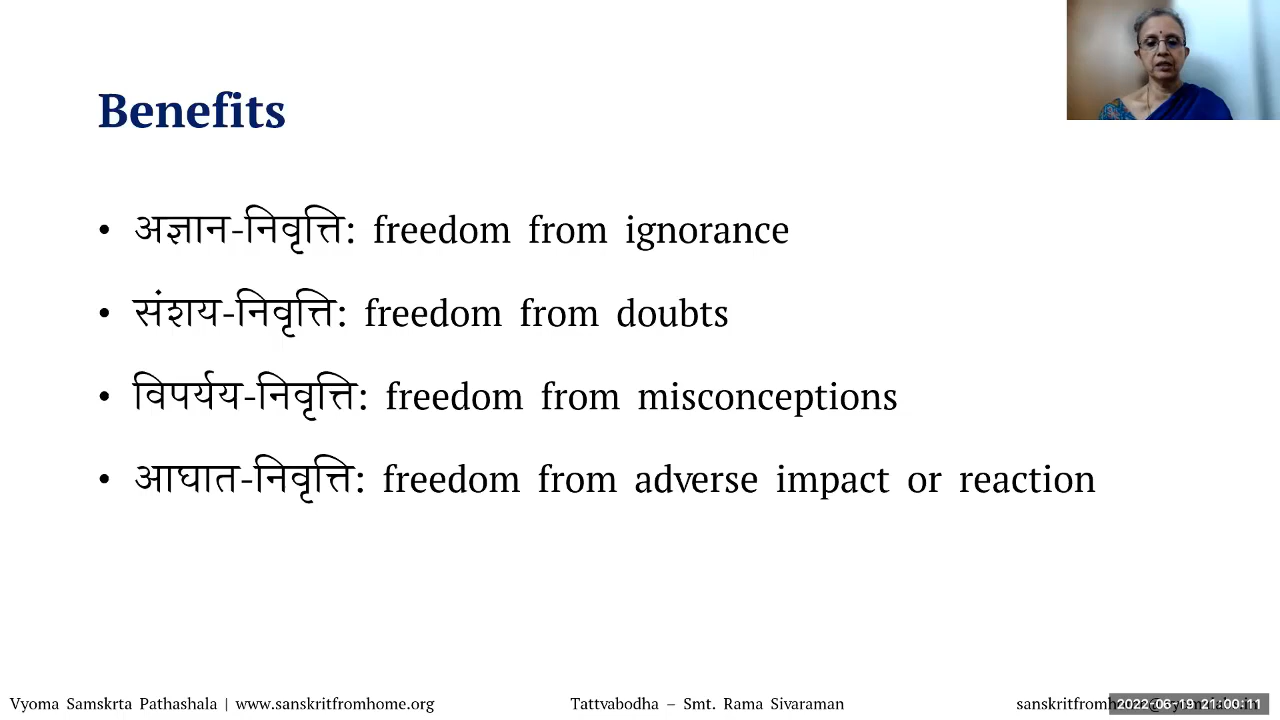 Benefits
• अज्ञान-निवृत्ति: freedom from ignorance
• संशय-निवृत्ति: freedom from doubts
• विपर्यय-निवृत्ति: freedom from misconceptions
• आघात-निवृत्ति: freedom from adverse impact or reaction
Vyoma Samskrta Pathashala | www.sanskritfromhome.org
Tattvabodha – Smt. Rama Sivaraman
2022-06-19 21:00:11